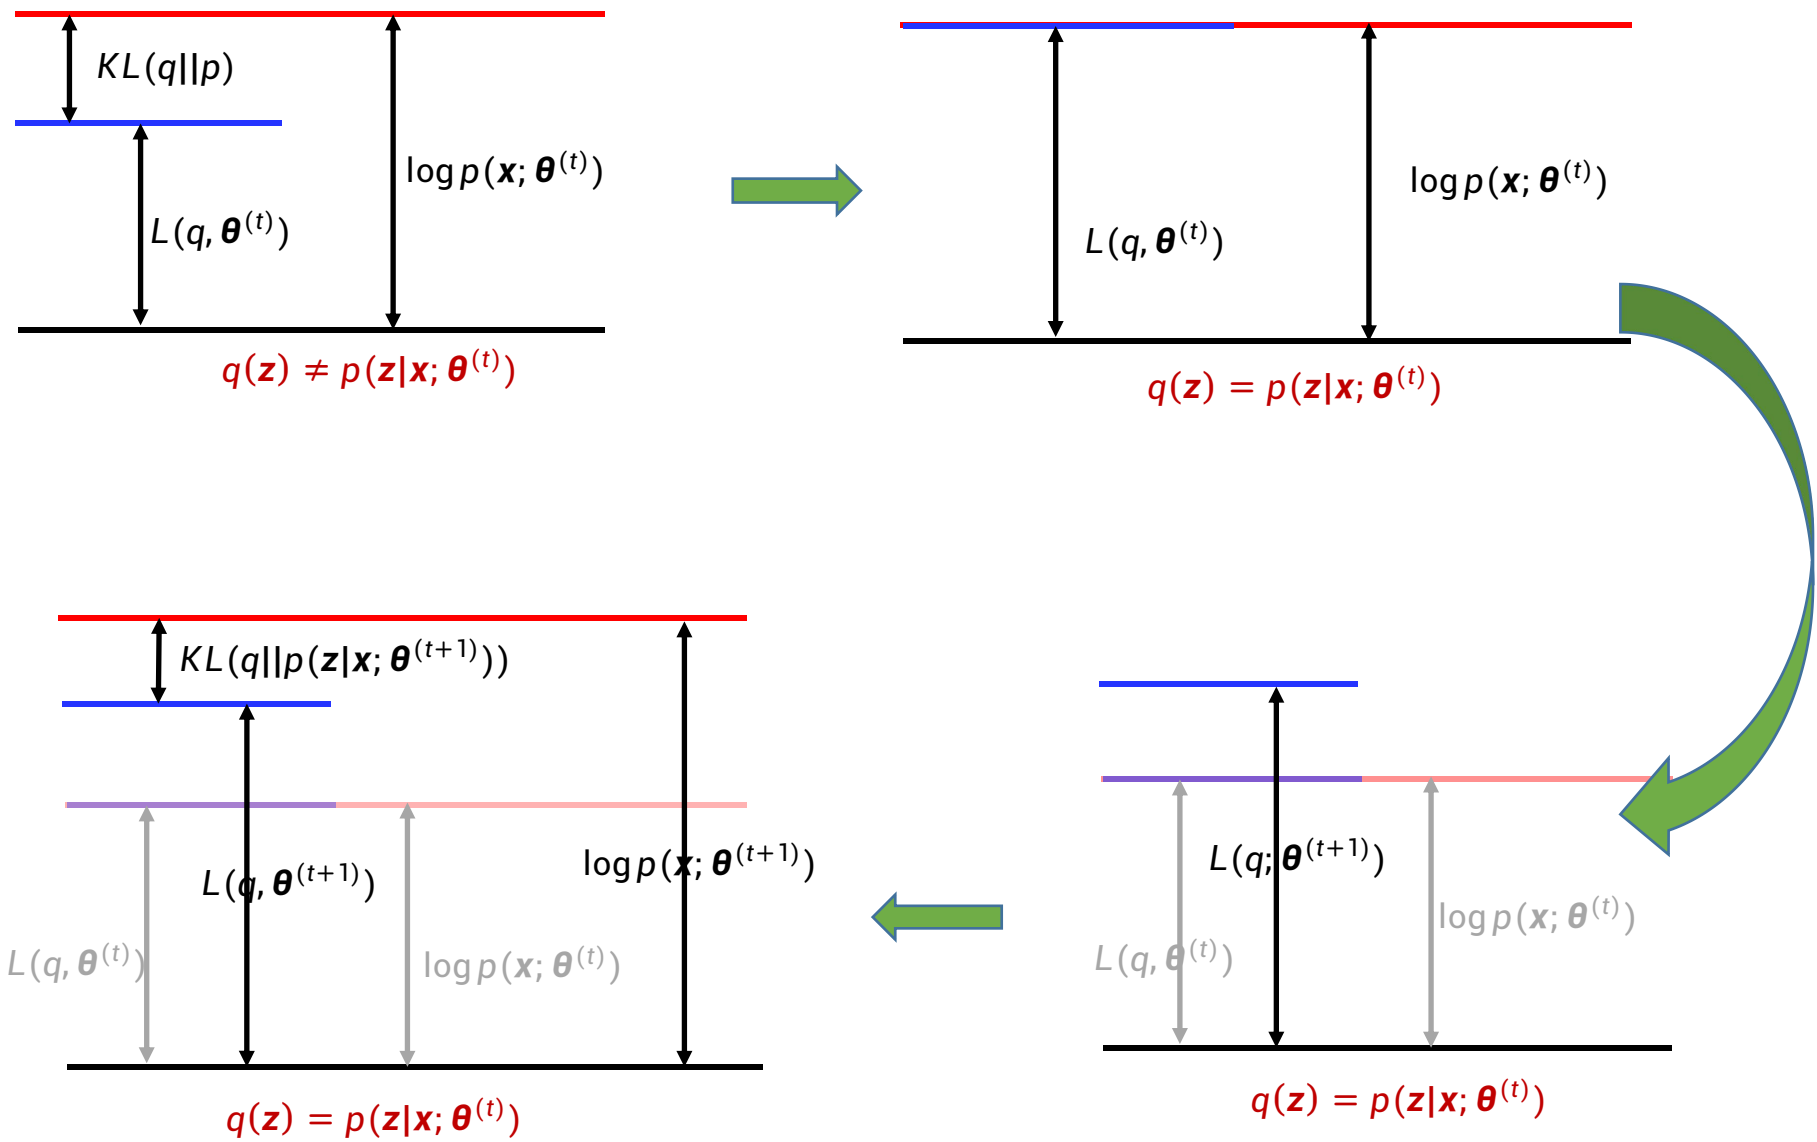 KL(q||p)
log p(x; θ^(t))
L(q, θ^(t))
q(z) ≠ p(z|x; θ^(t))
log p(x; θ^(t))
L(q, θ^(t))
q(z) = p(z|x; θ^(t))
KL(q||p(z|x; θ^(t+1)))
log p(x; θ^(t+1))
L(q, θ^(t+1))
L(q, θ^(t))
log p(x; θ^(t))
q(z) = p(z|x; θ^(t))
L(q; θ^(t+1))
log p(x; θ^(t))
L(q, θ^(t))
q(z) = p(z|x; θ^(t))